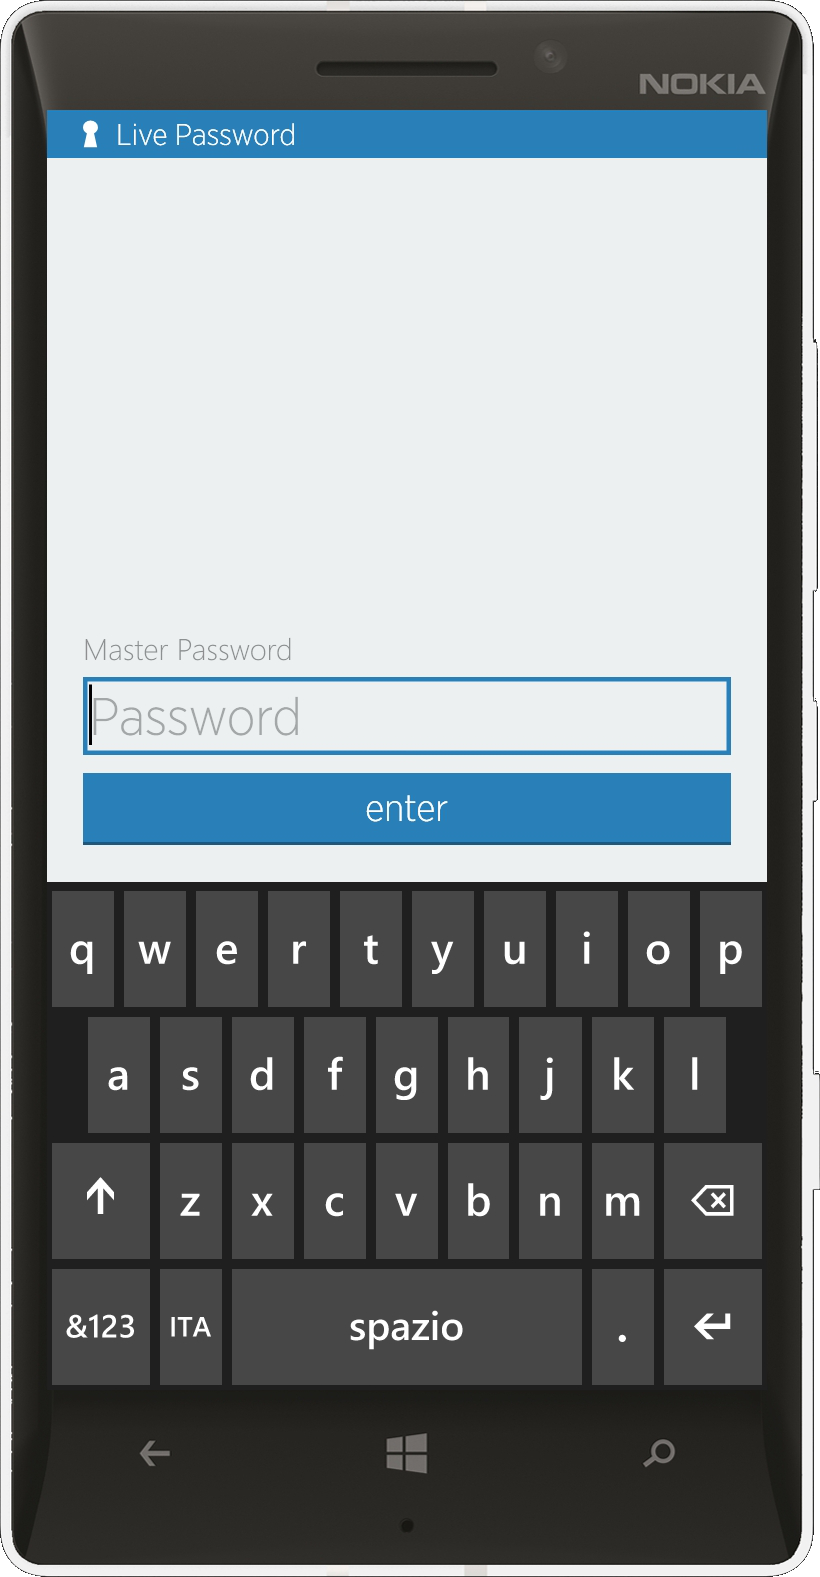 NOKIA
Live Password
Master Password
Password
enter
q w e r t y u i o p
a s d f g h j k l
z x c v b n m
&123 ITA spazio .